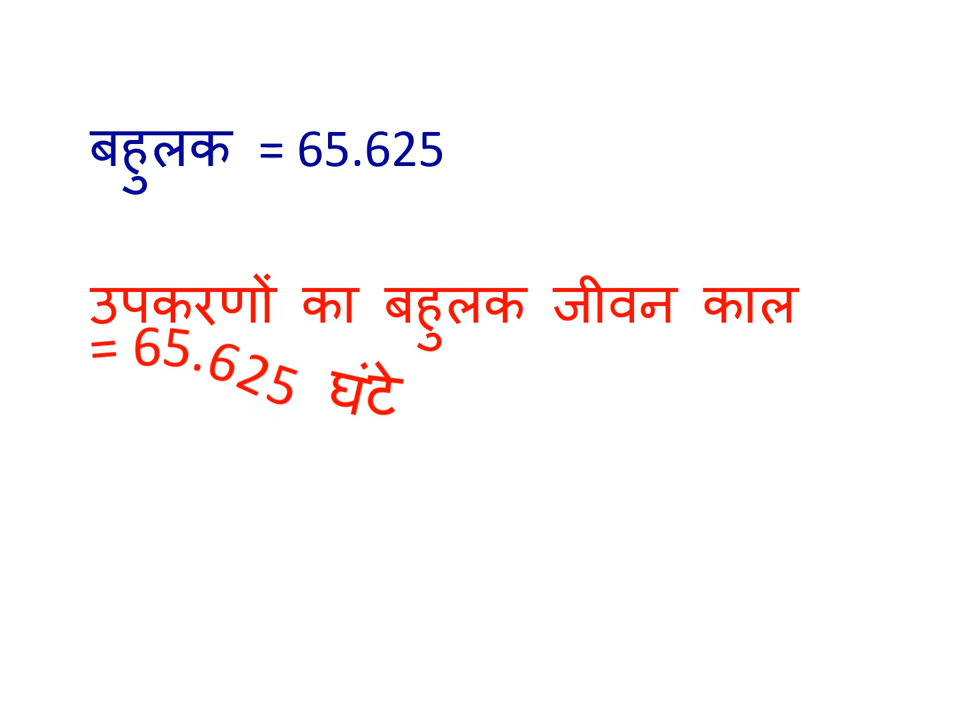 बहुलक = 65.625
उपकरणों का बहुलक जीवन काल
= 65.625 घंटे